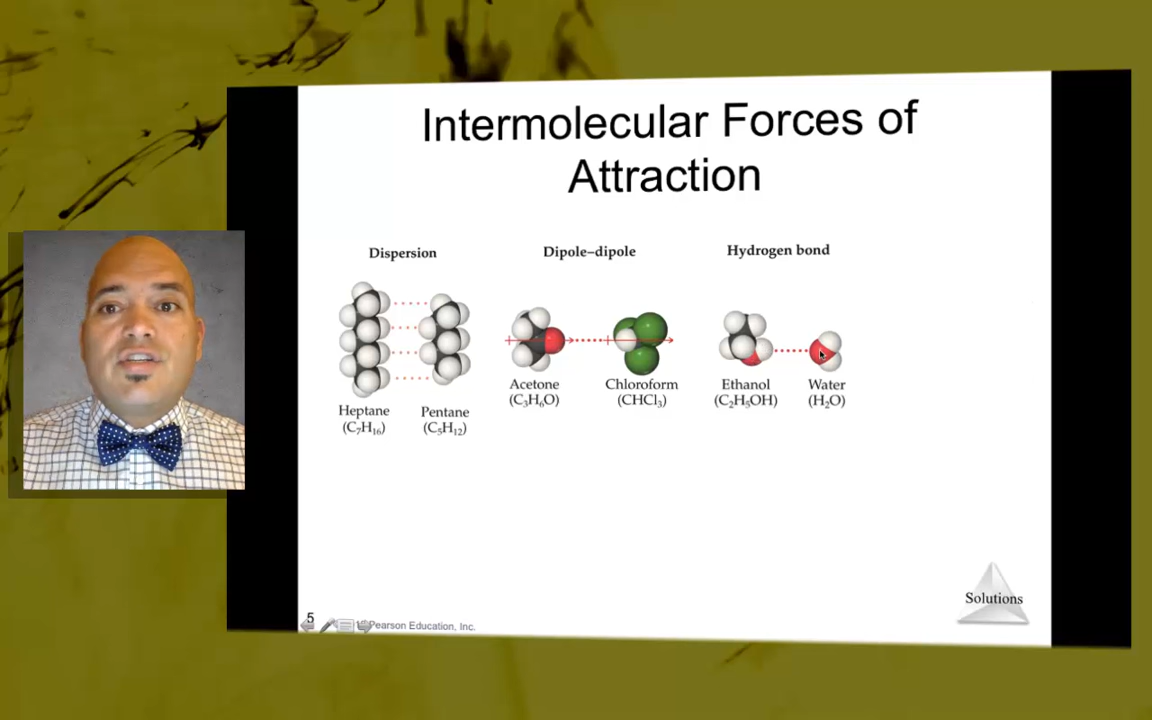 Intermolecular Forces of
Attraction
Dispersion
Dipole–dipole
Hydrogen bond
Heptane
(C₇H₁₆)
Pentane
(C₅H₁₂)
Acetone
(C₃H₆O)
Chloroform
(CHCl₃)
Ethanol
(C₂H₅OH)
Water
(H₂O)
Solutions
5
Pearson Education, Inc.